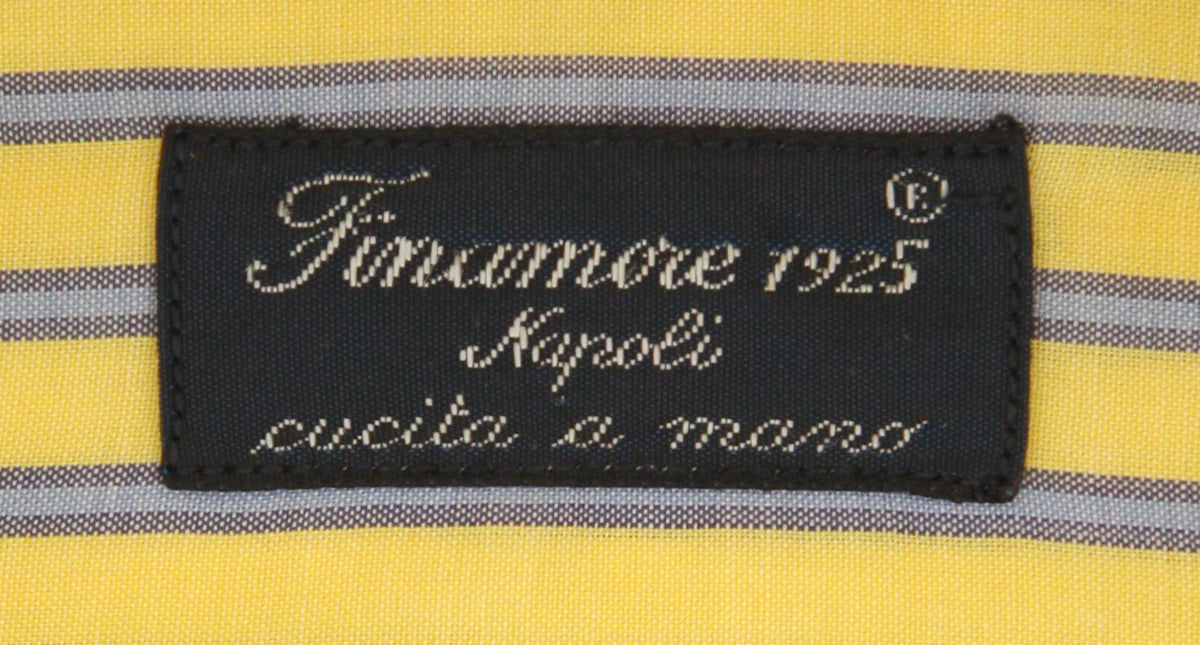 Finamore 1925 ®
Napoli
cucita a mano